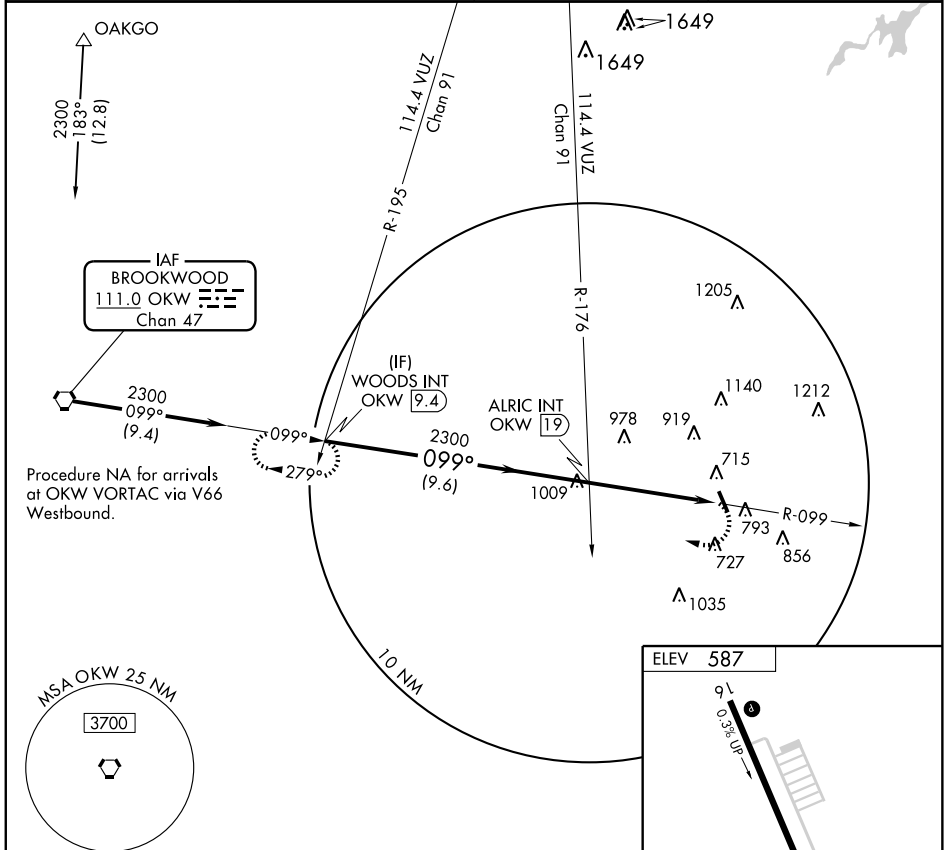 OAKGO
2300
183°
(12.8)
114.4 VUZ
Chan 91
R-195
1649
1649
114.4 VUZ
Chan 91
R-176
IAF
BROOKWOOD
111.0 OKW
Chan 47
2300
099°
(9.4)
099°
279°
(IF)
WOODS INT
OKW 9.4
2300
099°
(9.6)
ALRIC INT
OKW 19
1009
978
919
1205
1140
1212
715
793
R-099
727
856
1035
Procedure NA for arrivals
at OKW VORTAC via V66
Westbound.
10 NM
MSA OKW 25 NM
3700
ELEV 587
16
P
0.3% UP